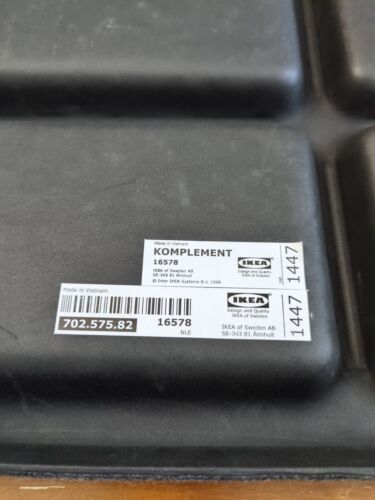 Made in Vietnam
KOMPLEMENT
16578
IKEA of Sweden AB
SE-343 81 Älmhult
© Inter IKEA Systems B.V. 1998
IKEA
Design and Quality
IKEA of Sweden
1447
Made in Vietnam
702.575.82
16578
NLE
IKEA
Design and Quality
IKEA of Sweden
IKEA of Sweden AB
SE-343 81 Älmhult
1447